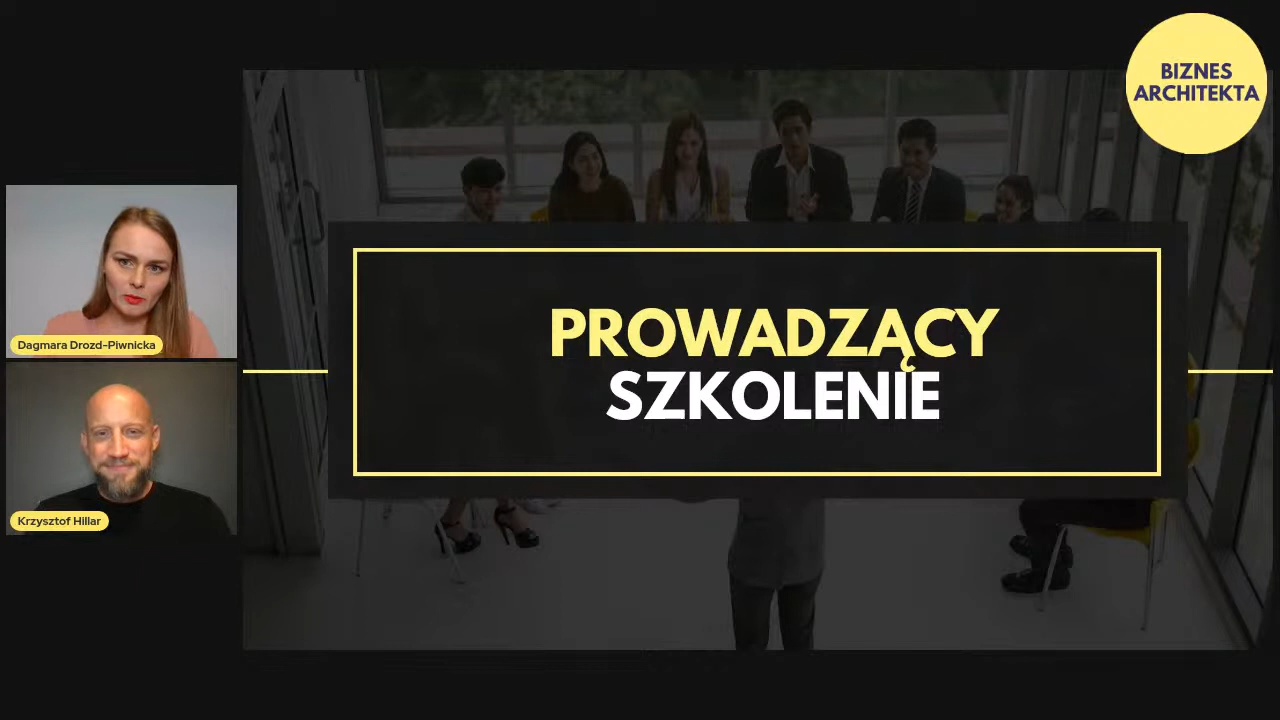 BIZNES
ARCHITEKTA
PROWADZĄCY
SZKOLENIE
Dagmara Drozd-Piwnicka
Krzysztof Hillar